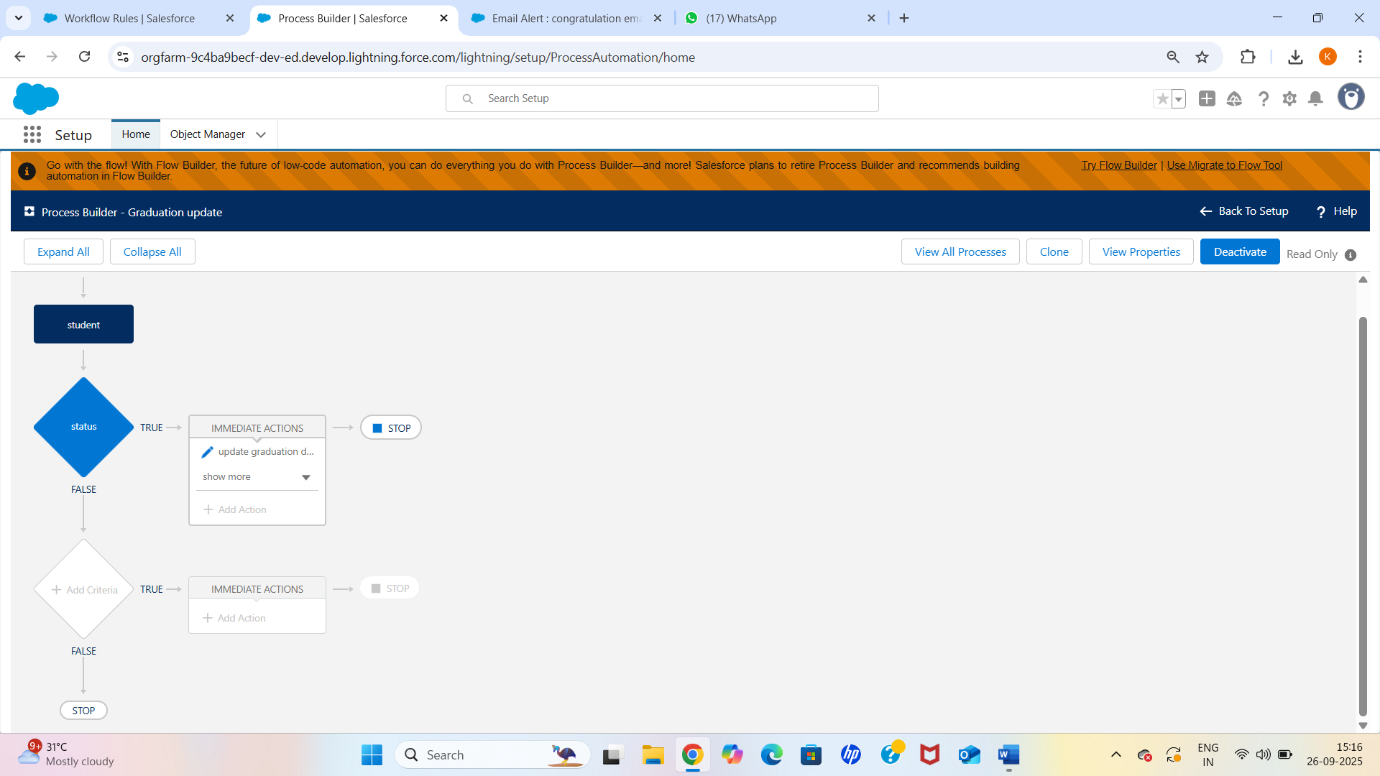 Workflow Rules | Salesforce
Process Builder | Salesforce
Email Alert : congratulation em
(17) WhatsApp
orgfarm-9c4ba9becf-dev-ed.develop.lightning.force.com/lightning/setup/ProcessAutomation/home
K
Search Setup
Setup
Home
Object Manager
Go with the flow! With Flow Builder, the future of low-code automation, you can do everything you do with Process Builder—and more! Salesforce plans to retire Process Builder and recommends building
automation in Flow Builder.
Try Flow Builder | Use Migrate to Flow Tool
Process Builder - Graduation update
Back To Setup
? Help
Expand All
Collapse All
View All Processes
Clone
View Properties
Deactivate
Read Only
student
status
TRUE
IMMEDIATE ACTIONS
STOP
update graduation d...
show more
FALSE
+ Add Action
+ Add Criteria
TRUE
IMMEDIATE ACTIONS
STOP
+ Add Action
FALSE
STOP
9+
31°C
Mostly cloudy
Search
ENG
IN
15:16
26-09-2025